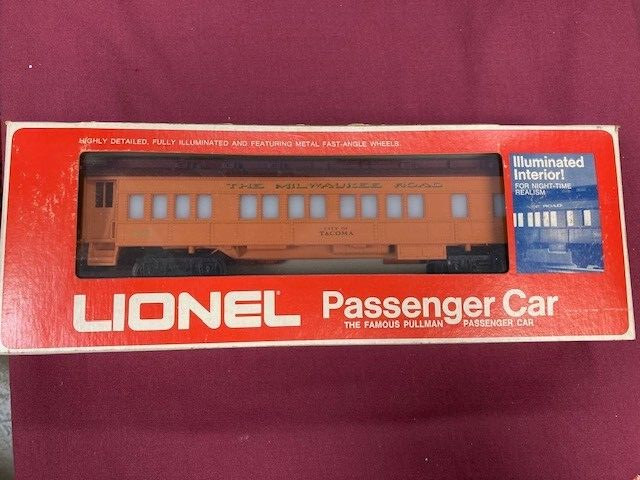 HIGHLY DETAILED, FULLY ILLUMINATED AND FEATURING METAL FAST-ANGLE WHEELS.
Illuminated
Interior!
FOR NIGHT-TIME
REALISM
THE MILWAUKEE ROAD
CITY OF
TACOMA
LIONEL
Passenger Car
THE FAMOUS PULLMAN PASSENGER CAR